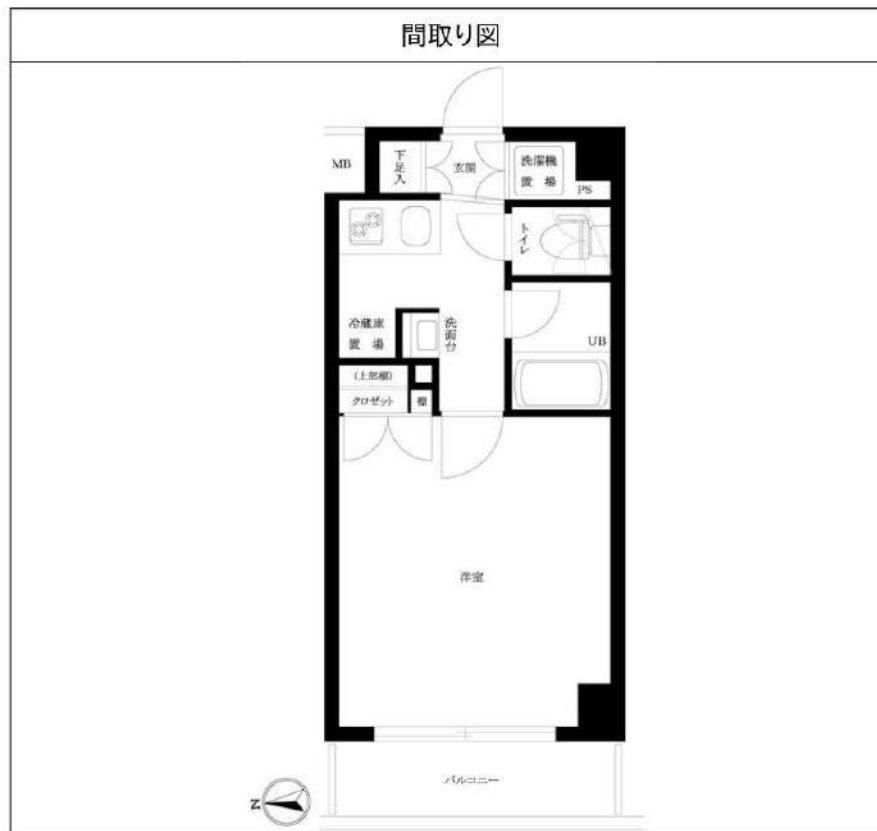 間取り図
MB
下足入
玄関
洗濯機
置場
PS
トイレ
冷蔵庫
置場
洗面台
UB
(上部棚)
クロゼット
棚
洋室
バルコニー
N